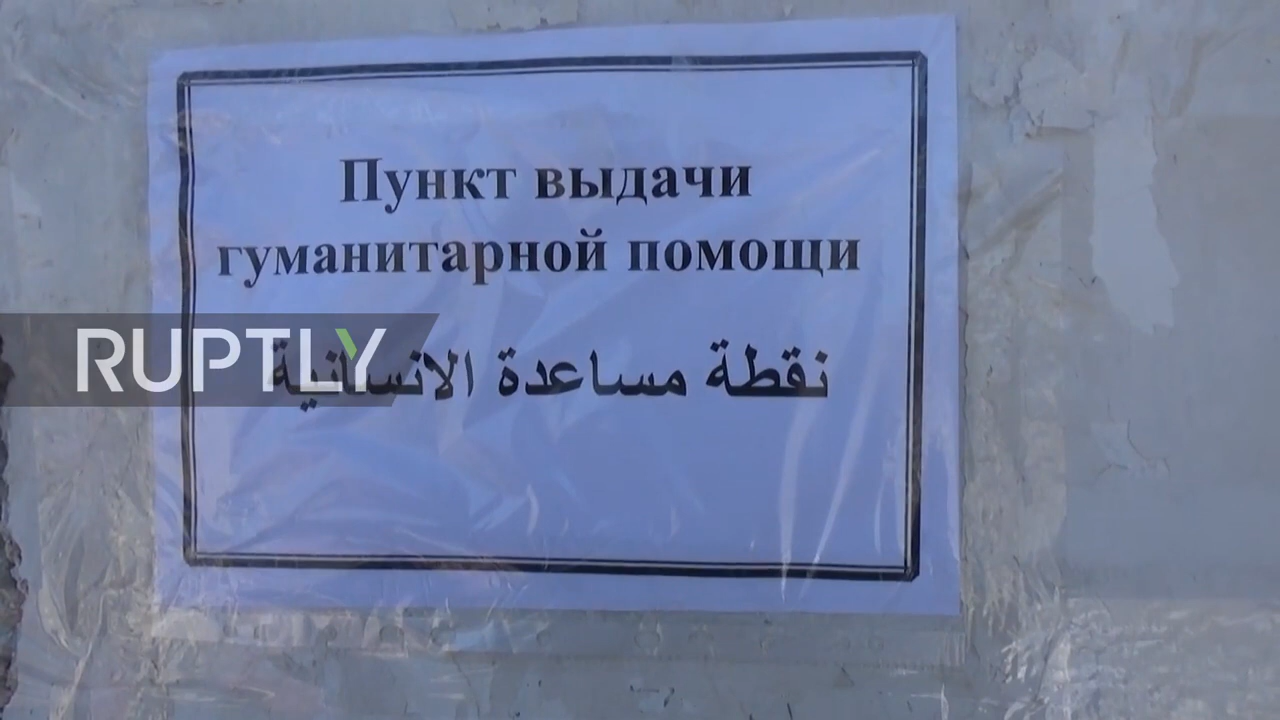 Пункт выдачи
гуманитарной помощи
RUPTLY
نقطة مساعدة الانسانية